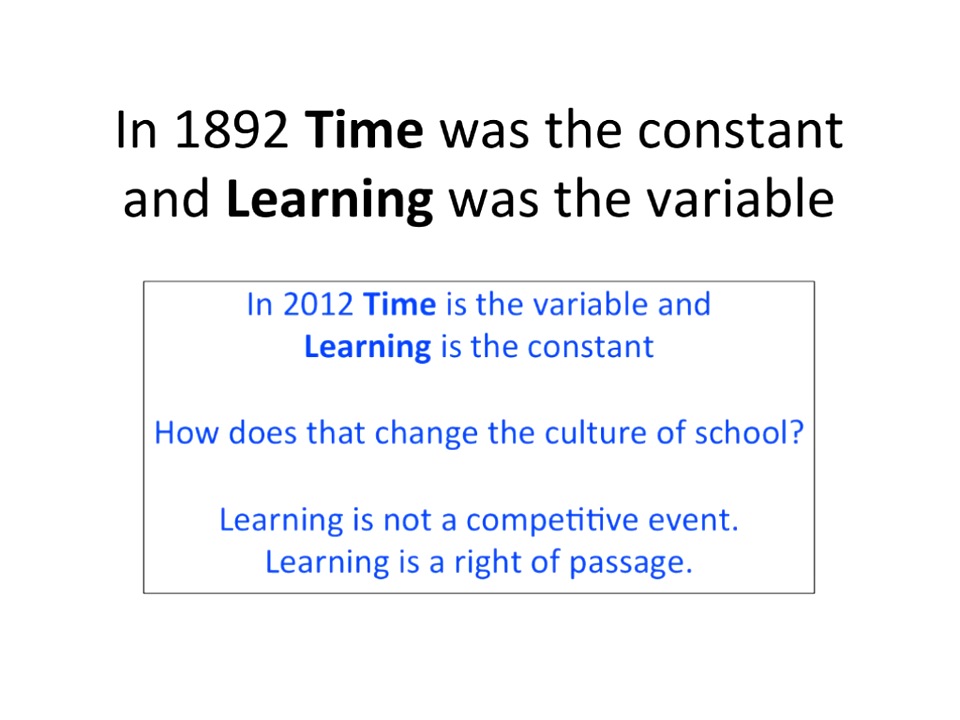 In 1892 Time was the constant
and Learning was the variable
In 2012 Time is the variable and
Learning is the constant
How does that change the culture of school?
Learning is not a competitive event.
Learning is a right of passage.